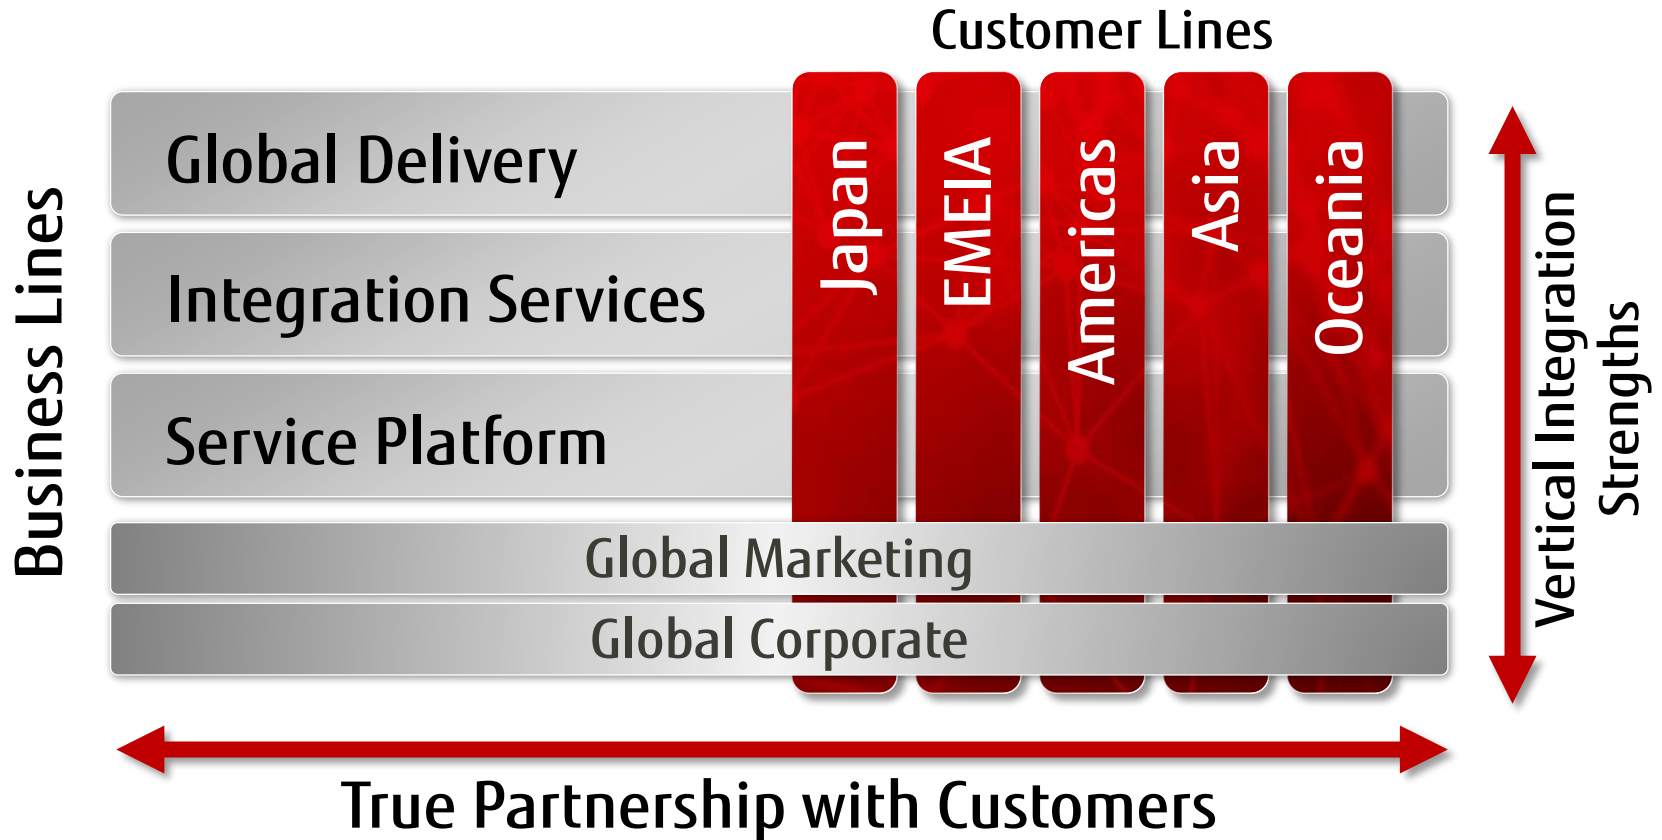 Customer Lines
Business Lines
Global Delivery
Integration Services
Service Platform
Japan
EMEIA
Americas
Asia
Oceania
Global Marketing
Global Corporate
Vertical Integration
Strengths
True Partnership with Customers